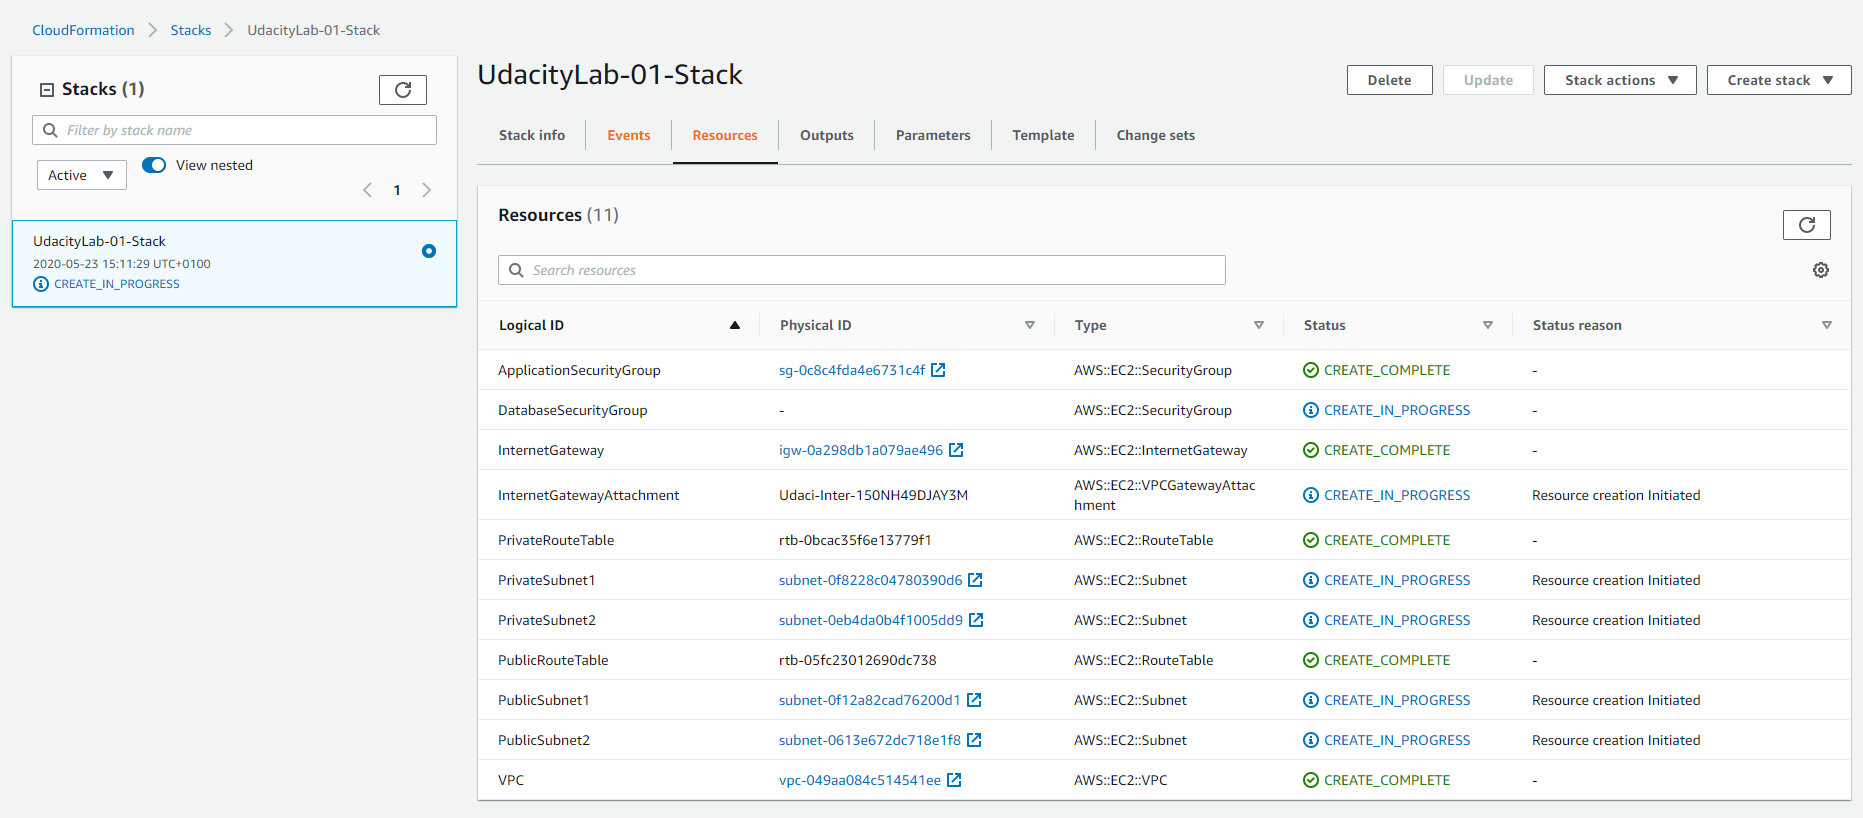 CloudFormation > Stacks > UdacityLab-01-Stack
Stacks (1)
Filter by stack name
Active
View nested
1
UdacityLab-01-Stack
2020-05-23 15:11:29 UTC+0100
CREATE_IN_PROGRESS
UdacityLab-01-Stack
Delete Update Stack actions Create stack
Stack info Events Resources Outputs Parameters Template Change sets
Resources (11)
Search resources
Logical ID Physical ID Type Status Status reason
ApplicationSecurityGroup sg-0c8c4fda4e6731c4f AWS::EC2::SecurityGroup CREATE_COMPLETE -
DatabaseSecurityGroup - AWS::EC2::SecurityGroup CREATE_IN_PROGRESS -
InternetGateway igw-0a298db1a079ae496 AWS::EC2::InternetGateway CREATE_COMPLETE -
InternetGatewayAttachment Udaci-Inter-150NH49DJAY3M AWS::EC2::VPCGatewayAttac
hment CREATE_IN_PROGRESS Resource creation Initiated
PrivateRouteTable rtb-0bcac35f6e13779f1 AWS::EC2::RouteTable CREATE_COMPLETE -
PrivateSubnet1 subnet-0f8228c04780390d6 AWS::EC2::Subnet CREATE_IN_PROGRESS Resource creation Initiated
PrivateSubnet2 subnet-0eb4da0b4f1005dd9 AWS::EC2::Subnet CREATE_IN_PROGRESS Resource creation Initiated
PublicRouteTable rtb-05fc23012690dc738 AWS::EC2::RouteTable CREATE_COMPLETE -
PublicSubnet1 subnet-0f12a82cad76200d1 AWS::EC2::Subnet CREATE_IN_PROGRESS Resource creation Initiated
PublicSubnet2 subnet-0613e672dc718e1f8 AWS::EC2::Subnet CREATE_IN_PROGRESS Resource creation Initiated
VPC vpc-049aa084c514541ee AWS::EC2::VPC CREATE_COMPLETE -